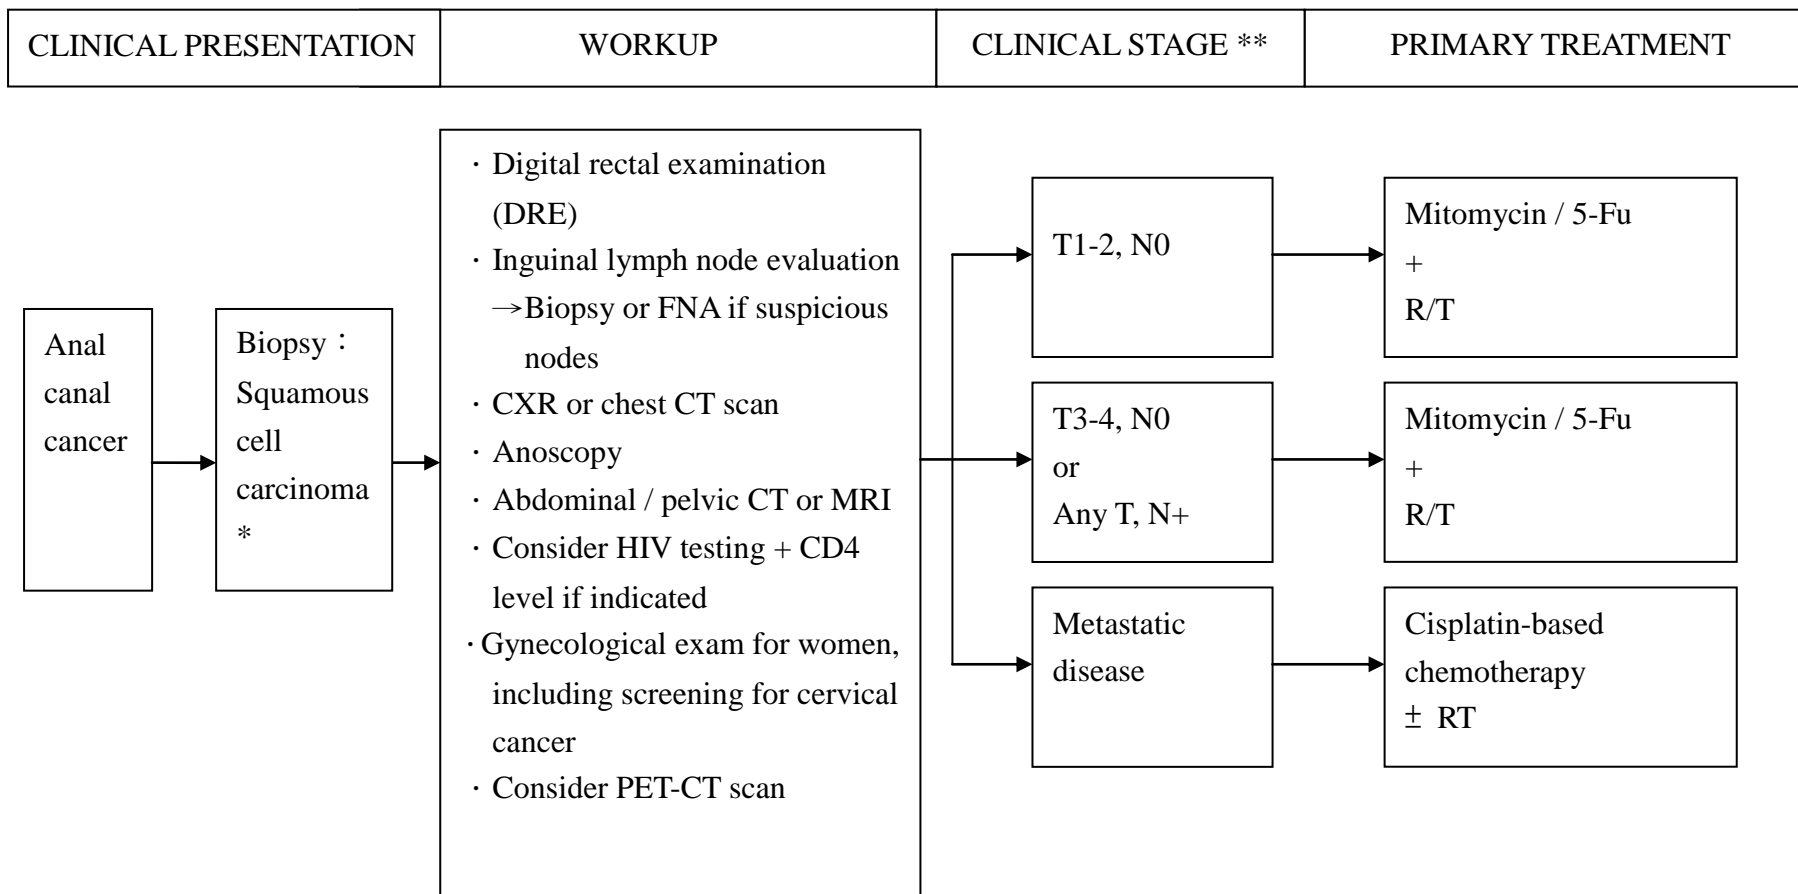 CLINICAL PRESENTATION
WORKUP
CLINICAL STAGE **
PRIMARY TREATMENT
Anal
canal
cancer
Biopsy：
Squamous
cell
carcinoma
*
· Digital rectal examination
(DRE)
· Inguinal lymph node evaluation
→Biopsy or FNA if suspicious
nodes
· CXR or chest CT scan
· Anoscopy
· Abdominal / pelvic CT or MRI
· Consider HIV testing + CD4
level if indicated
· Gynecological exam for women,
including screening for cervical
cancer
· Consider PET-CT scan
T1-2, N0
Mitomycin / 5-Fu
+
R/T
T3-4, N0
or
Any T, N+
Mitomycin / 5-Fu
+
R/T
Metastatic
disease
Cisplatin-based
chemotherapy
± RT